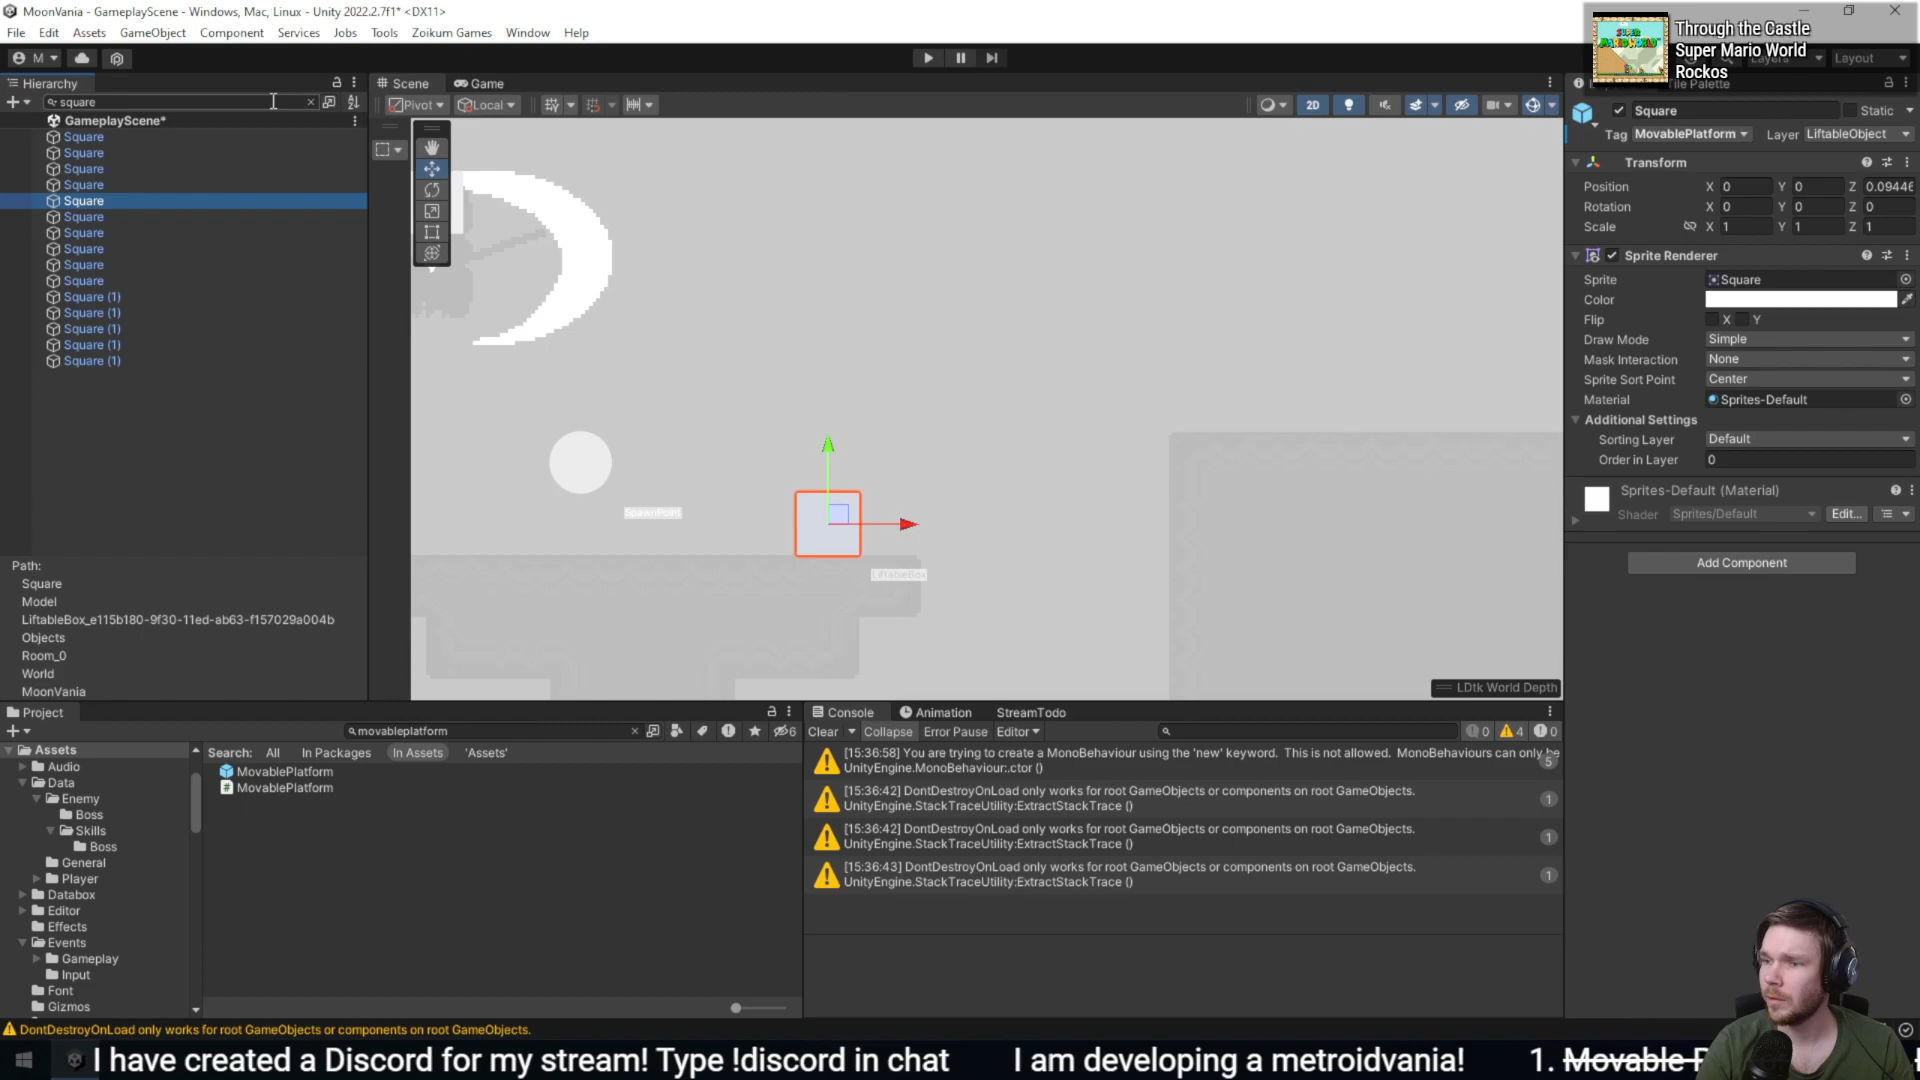 MoonVania - GameplayScene - Windows, Mac, Linux - Unity 2022.2.7f1* <DX11>
File Edit Assets GameObject Component Services Jobs Tools Zoikum Games Window Help
Through the Castle
Super Mario World
Rockos
M
Layers
Layout
Hierarchy
Scene
Game
Tile Palette
square
Pivot
Local
2D
Square
Static
GameplayScene*
Tag MovablePlatform
Layer LiftableObject
Square
Square
Square
Square
Square
Square
Square
Square
Square
Square
Square (1)
Square (1)
Square (1)
Square (1)
Square (1)
Transform
Position X 0 Y 0 Z 0.09446
Rotation X 0 Y 0 Z 0
Scale X 1 Y 1 Z 1
Sprite Renderer
Sprite Square
Color
Flip X Y
Draw Mode Simple
Mask Interaction None
Sprite Sort Point Center
Material Sprites-Default
Additional Settings
Sorting Layer Default
Order in Layer 0
Sprites-Default (Material)
Shader Sprites/Default Edit...
Add Component
SpawnPoint
LiftableBox
LDtk World Depth
Path:
Square
Model
LiftableBox_e115b180-9f30-11ed-ab63-f157029a004b
Objects
Room_0
World
MoonVania
Project
movableplatform
6
Search: All In Packages In Assets 'Assets'
MovablePlatform
MovablePlatform
Assets
Audio
Data
Enemy
Boss
Skills
Boss
General
Player
Databox
Editor
Effects
Events
Gameplay
Input
Font
Gizmos
Console Animation StreamTodo
Clear Collapse Error Pause Editor
0 4 0
[15:36:58] You are trying to create a MonoBehaviour using the 'new' keyword. This is not allowed. MonoBehaviours can only be
UnityEngine.MonoBehaviour:.ctor ()
5
[15:36:42] DontDestroyOnLoad only works for root GameObjects or components on root GameObjects.
UnityEngine.StackTraceUtility:ExtractStackTrace ()
1
[15:36:42] DontDestroyOnLoad only works for root GameObjects or components on root GameObjects.
UnityEngine.StackTraceUtility:ExtractStackTrace ()
1
[15:36:43] DontDestroyOnLoad only works for root GameObjects or components on root GameObjects.
UnityEngine.StackTraceUtility:ExtractStackTrace ()
1
DontDestroyOnLoad only works for root GameObjects or components on root GameObjects.
I have created a Discord for my stream! Type !discord in chat I am developing a metroidvania! 1. Movable P